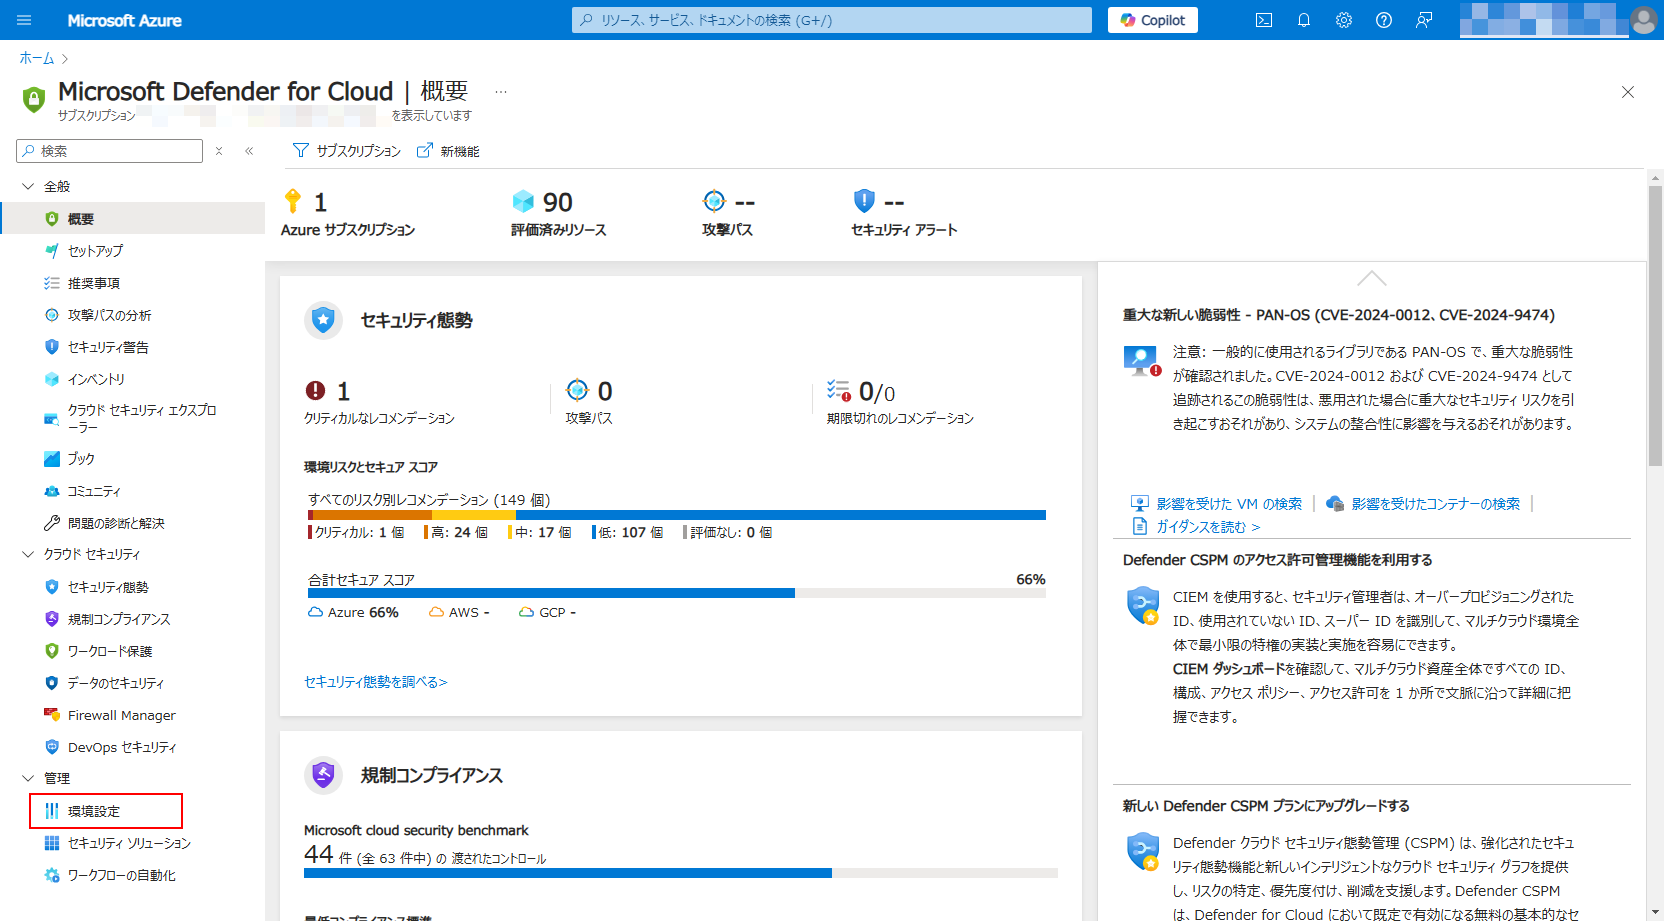 Microsoft Azure
リソース、サービス、ドキュメントの検索 (G+/)
Copilot
ホーム
Microsoft Defender for Cloud | 概要
...
サブスクリプション
を表示しています
検索
サブスクリプション
新機能
全般
概要
セットアップ
推奨事項
攻撃パスの分析
セキュリティ警告
インベントリ
クラウド セキュリティ エクスプロ
ーラー
ブック
コミュニティ
問題の診断と解決
クラウド セキュリティ
セキュリティ態勢
規制コンプライアンス
ワークロード保護
データのセキュリティ
Firewall Manager
DevOps セキュリティ
管理
環境設定
セキュリティ ソリューション
ワークフローの自動化
1
Azure サブスクリプション
90
評価済みリソース
--
攻撃パス
--
セキュリティ アラート
セキュリティ態勢
1
クリティカルなレコメンデーション
0
攻撃パス
0/0
期限切れのレコメンデーション
環境リスクとセキュア スコア
すべてのリスク別レコメンデーション (149 個)
クリティカル: 1 個
高: 24 個
中: 17 個
低: 107 個
評価なし: 0 個
合計セキュア スコア
66%
Azure 66%
AWS -
GCP -
セキュリティ態勢を調べる>
規制コンプライアンス
Microsoft cloud security benchmark
44 件 (全 63 件中) の 渡されたコントロール
最低コンプライアンス標準
重大な新しい脆弱性 - PAN-OS (CVE-2024-0012、CVE-2024-9474)
注意: 一般的に使用されるライブラリである PAN-OS で、重大な脆弱性
が確認されました。CVE-2024-0012 および CVE-2024-9474 として
追跡されるこの脆弱性は、悪用された場合に重大なセキュリティ リスクを引
き起こすおそれがあり、システムの整合性に影響を与えるおそれがあります。
影響を受けた VM の検索
影響を受けたコンテナーの検索
ガイダンスを読む >
Defender CSPM のアクセス許可管理機能を利用する
CIEM を使用すると、セキュリティ管理者は、オーバープロビジョニングされた
ID、使用されていない ID、スーパー ID を識別して、マルチクラウド環境全
体で最小限の特権の実装と実施を容易にできます。
CIEM ダッシュボードを確認して、マルチクラウド資産全体ですべての ID、
構成、アクセス ポリシー、アクセス許可を 1 か所で文脈に沿って詳細に把
握できます。
新しい Defender CSPM プランにアップグレードする
Defender クラウド セキュリティ態勢管理 (CSPM) は、強化されたセキュ
リティ態勢機能と新しいインテリジェントなクラウド セキュリティ グラフを提供
し、リスクの特定、優先度付け、削減を支援します。Defender CSPM
は、Defender for Cloud において既定で有効になる無料の基本的なセ